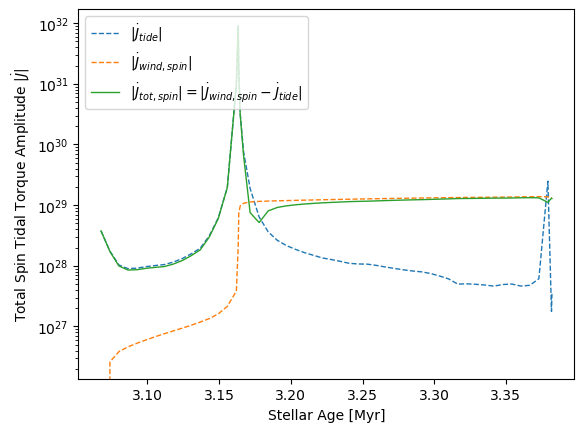 10^32
10^31
10^30
10^29
10^28
10^27
Total Spin Tidal Torque Amplitude |J̇|
|J̇_tide|
|J̇_wind,spin|
|J̇_tot,spin| = |J̇_wind,spin − J̇_tide|
3.10 3.15 3.20 3.25 3.30 3.35
Stellar Age [Myr]